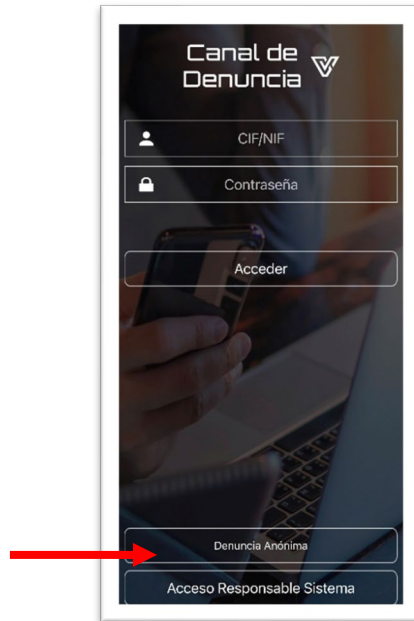 Canal de
Denuncia
CIF/NIF
Contraseña
Acceder
Denuncia Anónima
Acceso Responsable Sistema